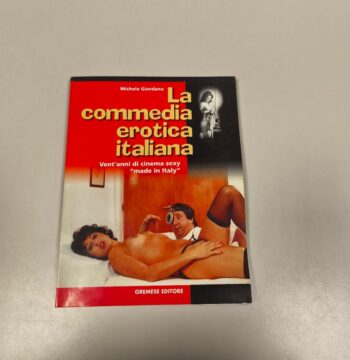 Michele Giordano
La
commedia
erotica
italiana
Vent'anni di cinema sexy
"made in Italy"
GREMESE EDITORE